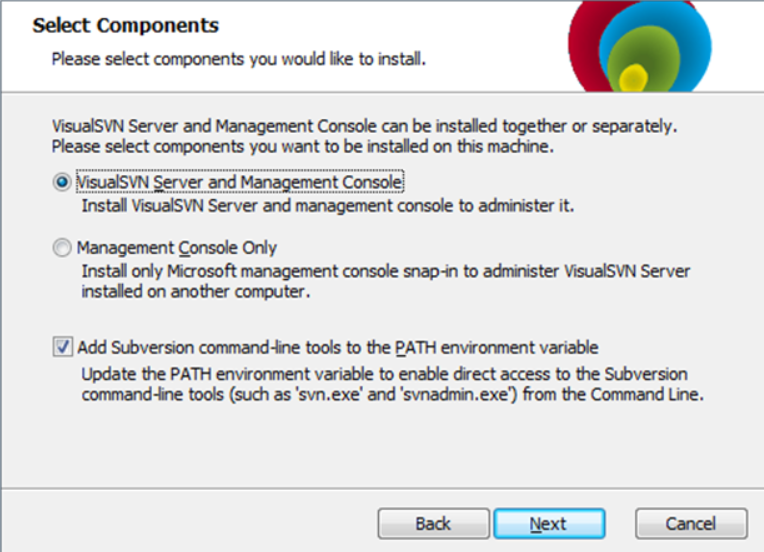 Select Components
Please select components you would like to install.
VisualSVN Server and Management Console can be installed together or separately.
Please select components you want to be installed on this machine.
VisualSVN Server and Management Console
Install VisualSVN Server and management console to administer it.
Management Console Only
Install only Microsoft management console snap-in to administer VisualSVN Server
installed on another computer.
Add Subversion command-line tools to the PATH environment variable
Update the PATH environment variable to enable direct access to the Subversion
command-line tools (such as 'svn.exe' and 'svnadmin.exe') from the Command Line.
Back Next Cancel